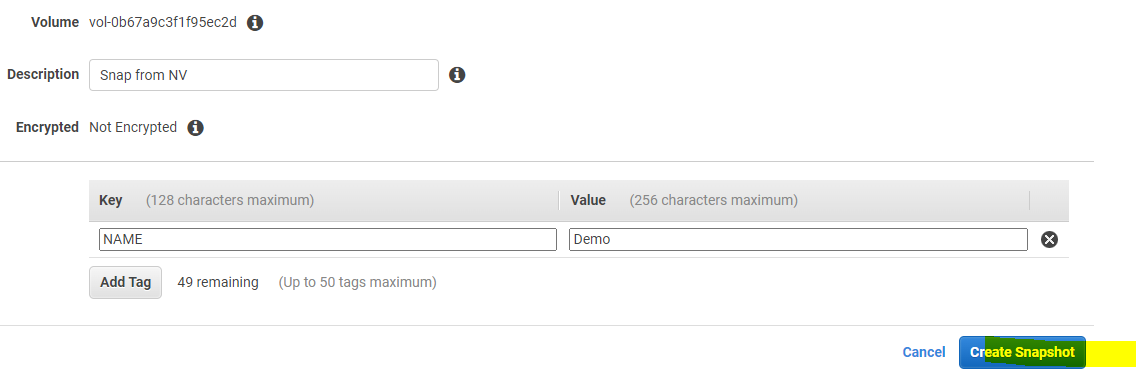 Volume vol-0b67a9c3f1f95ec2d
Description Snap from NV
Encrypted Not Encrypted
Key (128 characters maximum) Value (256 characters maximum)
NAME Demo
Add Tag 49 remaining (Up to 50 tags maximum)
Cancel Create Snapshot